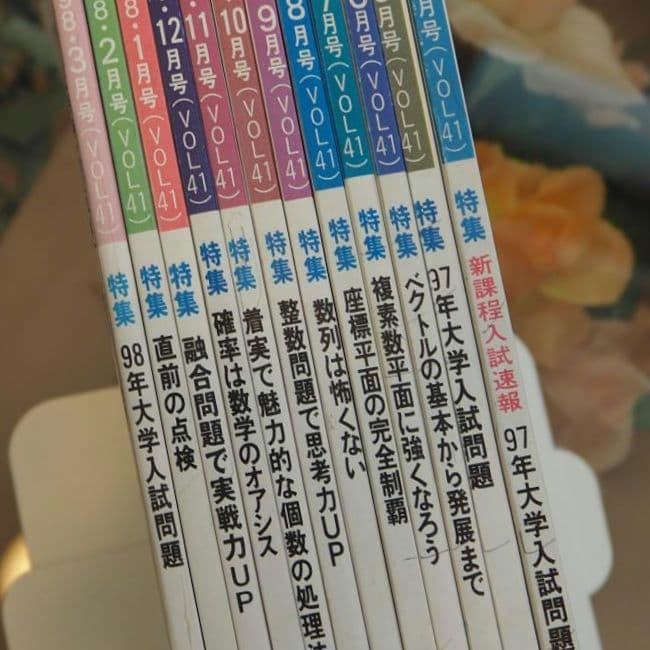 月号(VOL41) 特集 新課程入試速報 97年大学入試問題
月号(VOL41) 特集 97年大学入試問題
月号(VOL41) 特集 ベクトルの基本から発展まで
7月号(VOL41) 特集 複素数平面に強くなろう
8月号(VOL41) 特集 座標平面の完全制覇
9月号(VOL41) 特集 数列は怖くない
10月号(VOL41) 特集 整数問題で思考力UP
・11月号(VOL41) 特集 着実で魅力的な個数の処理法
・12月号(VOL41) 特集 確率は数学のオアシス
8・1月号(VOL41) 特集 融合問題で実戦力UP
8・2月号(VOL41) 特集 直前の点検
98・3月号(VOL41) 特集 98年大学入試問題